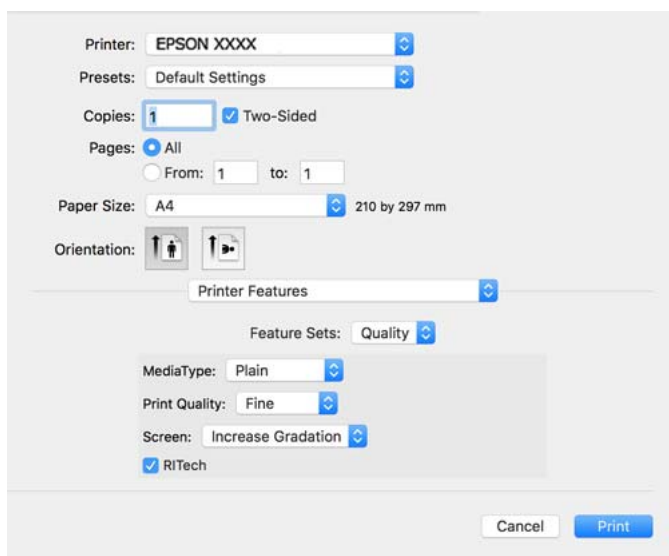 Printer: EPSON XXXX
Presets: Default Settings
Copies: 1 Two-Sided
Pages: All
From: 1 to: 1
Paper Size: A4 210 by 297 mm
Orientation:
Printer Features
Feature Sets: Quality
MediaType: Plain
Print Quality: Fine
Screen: Increase Gradation
RITech
Cancel Print